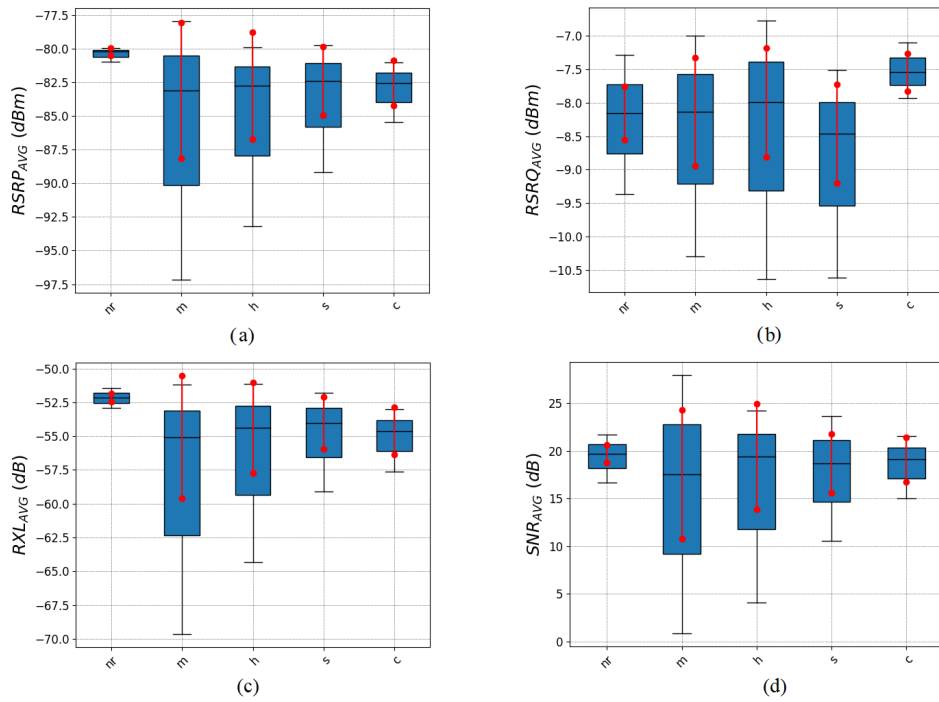 −77.5
−80.0
−82.5
−85.0
−87.5
−90.0
−92.5
−95.0
−97.5
RSRP_AVG (dBm)
nr m h s c
(a)
−7.0
−7.5
−8.0
−8.5
−9.0
−9.5
−10.0
−10.5
RSRQ_AVG (dBm)
nr m h s c
(b)
−50.0
−52.5
−55.0
−57.5
−60.0
−62.5
−65.0
−67.5
−70.0
RXL_AVG (dB)
nr m h s c
(c)
25
20
15
10
5
0
SNR_AVG (dB)
nr m h s c
(d)